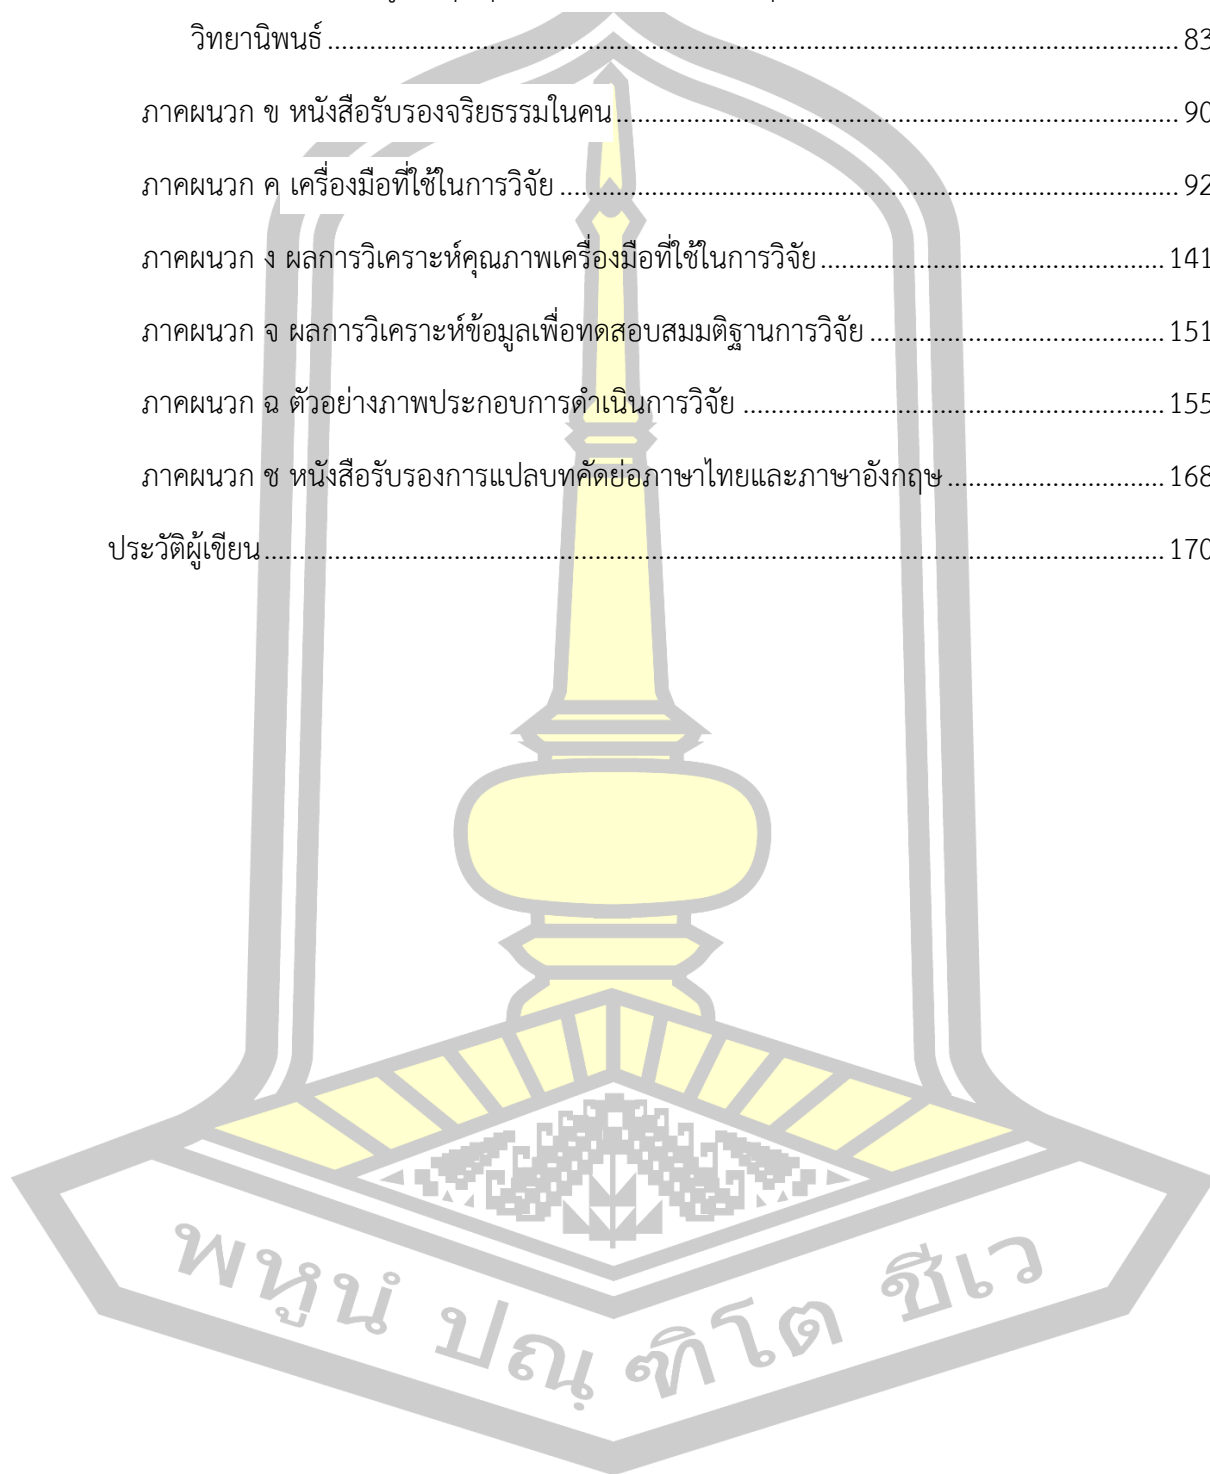 วิทยานิพนธ์ ........................................ 83
ภาคผนวก ข หนังสือรับรองจริยธรรมในคน ........................................ 90
ภาคผนวก ค เครื่องมือที่ใช้ในการวิจัย ........................................ 92
ภาคผนวก ง ผลการวิเคราะห์คุณภาพเครื่องมือที่ใช้ในการวิจัย ........................................ 141
ภาคผนวก จ ผลการวิเคราะห์ข้อมูลเพื่อทดสอบสมมติฐานการวิจัย ........................................ 151
ภาคผนวก ฉ ตัวอย่างภาพประกอบการดำเนินการวิจัย ........................................ 155
ภาคผนวก ช หนังสือรับรองการแปลบทคัดย่อภาษาไทยและภาษาอังกฤษ ........................................ 168
ประวัติผู้เขียน ........................................ 170
พหูนํ ปณฺฑิโต ชีเว